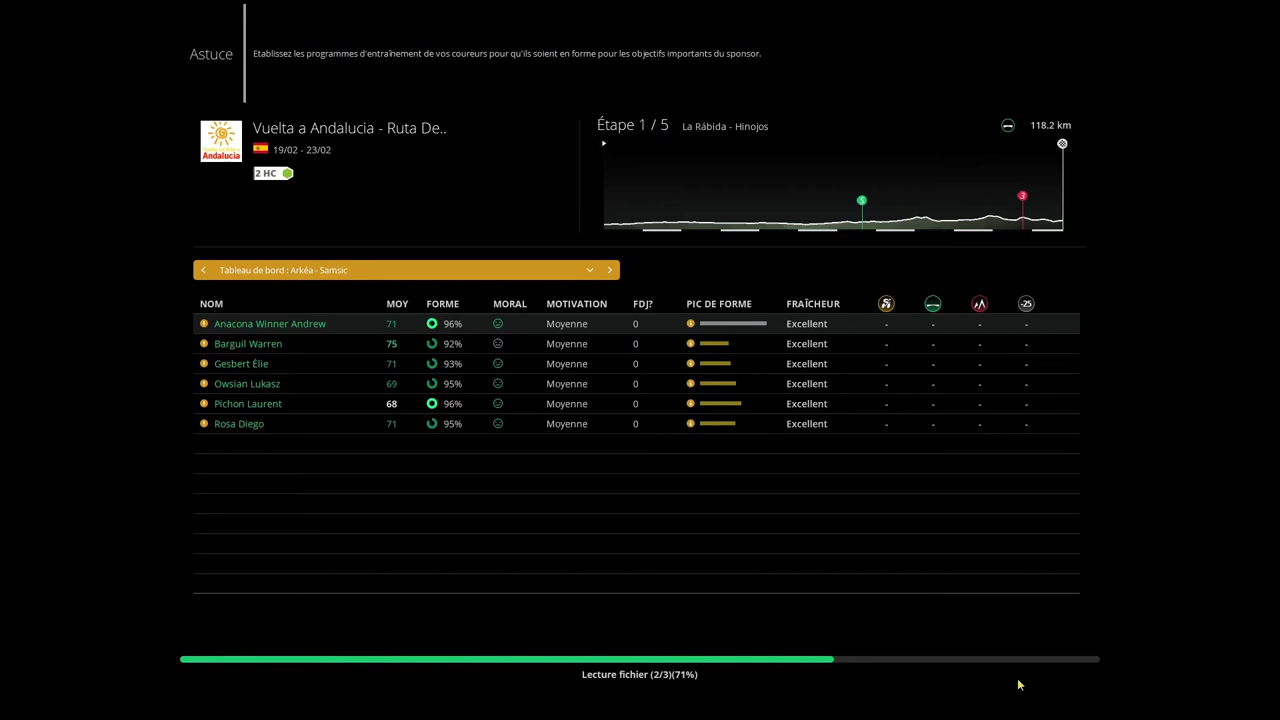 Astuce
Etablissez les programmes d'entraînement de vos coureurs pour qu'ils soient en forme pour les objectifs importants du sponsor.
Vuelta a Andalucia - Ruta De..
19/02 - 23/02
2 HC
Andalucia
Étape 1 / 5 La Rábida - Hinojos 118.2 km
S
3
Tableau de bord : Arkéa - Samsic
NOM MOY FORME MORAL MOTIVATION FDJ? PIC DE FORME FRAÎCHEUR -25
Anacona Winner Andrew 71 96% Moyenne 0 Excellent - - - -
Barguil Warren 75 92% Moyenne 0 Excellent - - - -
Gesbert Élie 71 93% Moyenne 0 Excellent - - - -
Owsian Lukasz 69 95% Moyenne 0 Excellent - - - -
Pichon Laurent 68 96% Moyenne 0 Excellent - - - -
Rosa Diego 71 95% Moyenne 0 Excellent - - - -
Lecture fichier (2/3)(71%)